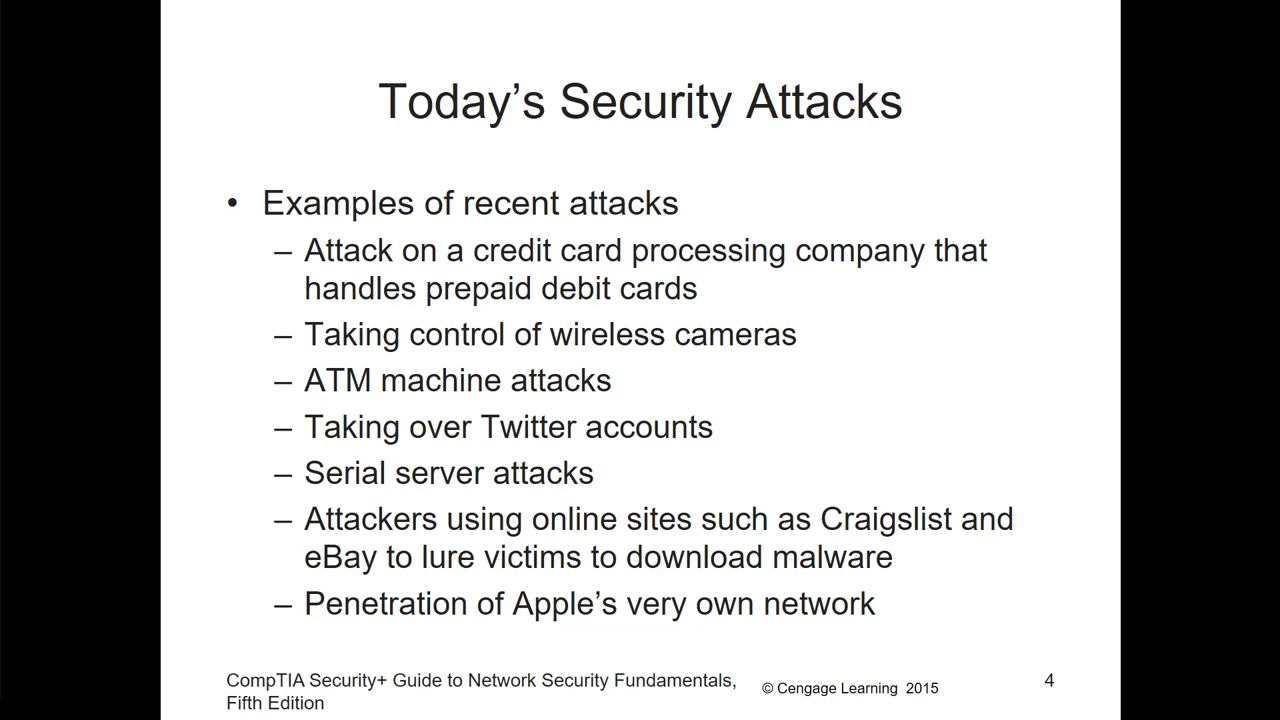 Today’s Security Attacks
• Examples of recent attacks
– Attack on a credit card processing company that
handles prepaid debit cards
– Taking control of wireless cameras
– ATM machine attacks
– Taking over Twitter accounts
– Serial server attacks
– Attackers using online sites such as Craigslist and
eBay to lure victims to download malware
– Penetration of Apple’s very own network
CompTIA Security+ Guide to Network Security Fundamentals,
Fifth Edition
© Cengage Learning 2015
4